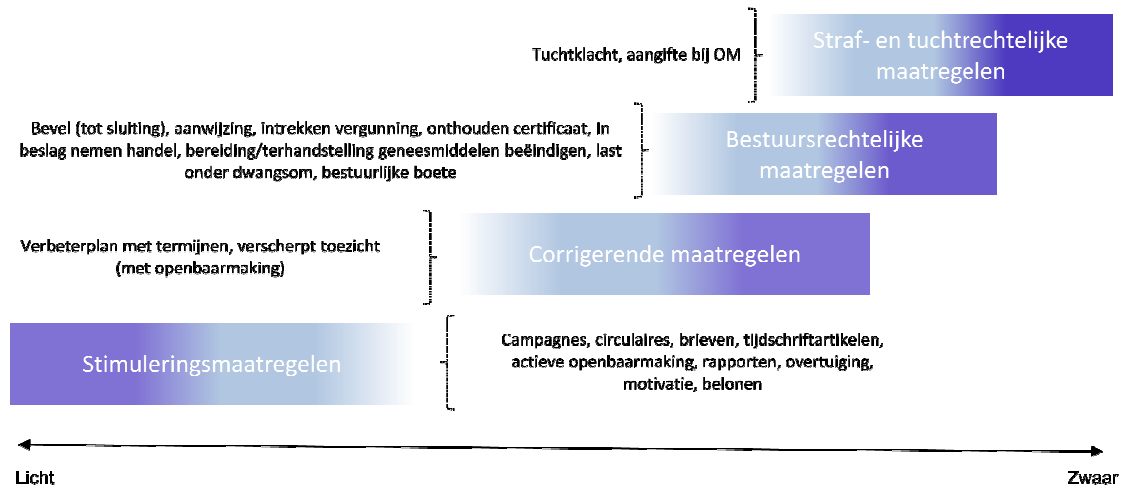 Straf- en tuchtrechtelijke
maatregelen
Tuchtklacht, aangifte bij OM
Bevel (tot sluiting), aanwijzing, intrekken vergunning, onthouden certificaat, in
beslag nemen handel, bereiding/terhandstelling geneesmiddelen beëindigen, last
onder dwangsom, bestuurlijke boete
Bestuursrechtelijke
maatregelen
Verbeterplan met termijnen, verscherpt toezicht
(met openbaarmaking)
Corrigerende maatregelen
Stimuleringsmaatregelen
Campagnes, circulaires, brieven, tijdschriftartikelen,
actieve openbaarmaking, rapporten, overtuiging,
motivatie, belonen
Licht
Zwaar